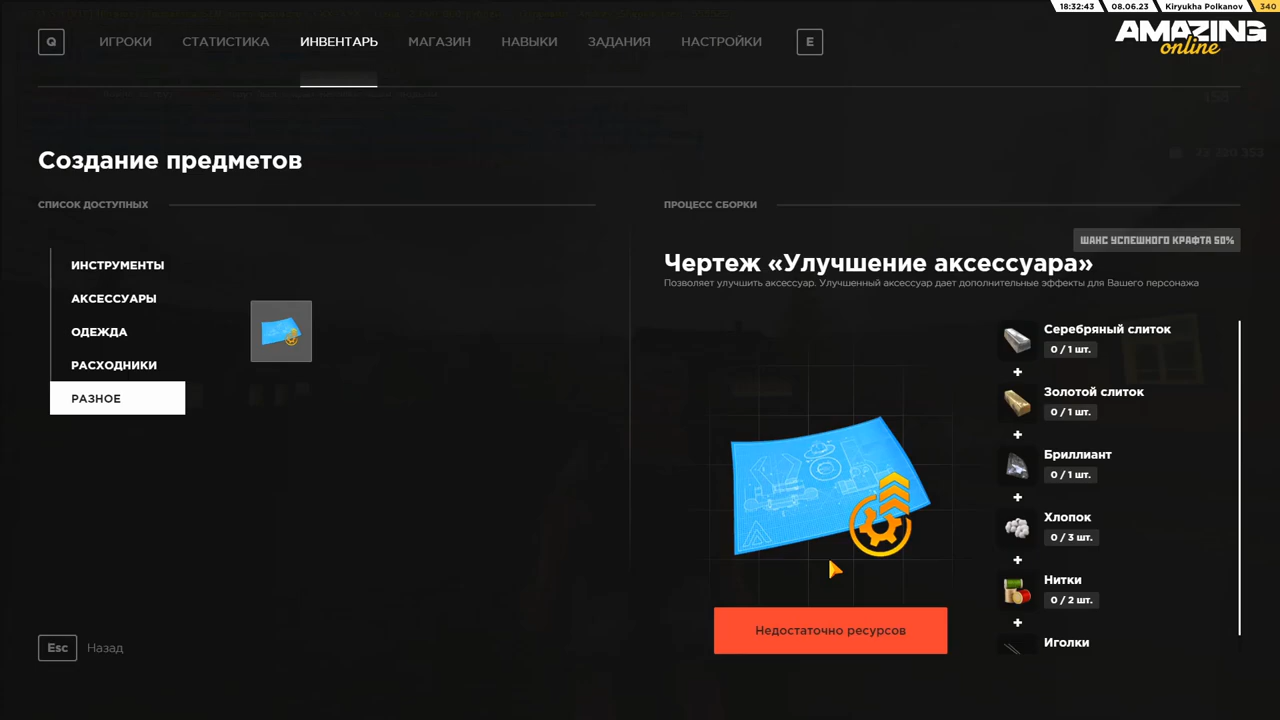 18:32:43 08.06.23 Kiryukha Polkanov 340
Q ИГРОКИ СТАТИСТИКА ИНВЕНТАРЬ МАГАЗИН НАВЫКИ ЗАДАНИЯ НАСТРОЙКИ E
AMAZING
online
Создание предметов
СПИСОК ДОСТУПНЫХ
ИНСТРУМЕНТЫ
АКСЕССУАРЫ
ОДЕЖДА
РАСХОДНИКИ
РАЗНОЕ
ПРОЦЕСС СБОРКИ
ШАНС УСПЕШНОГО КРАФТА 50%
Чертеж «Улучшение аксессуара»
Позволяет улучшить аксессуар. Улучшенный аксессуар дает дополнительные эффекты для Вашего персонажа
Серебряный слиток
0 / 1 шт.
+
Золотой слиток
0 / 1 шт.
+
Бриллиант
0 / 1 шт.
+
Хлопок
0 / 3 шт.
+
Нитки
0 / 2 шт.
+
Иголки
Недостаточно ресурсов
Esc Назад